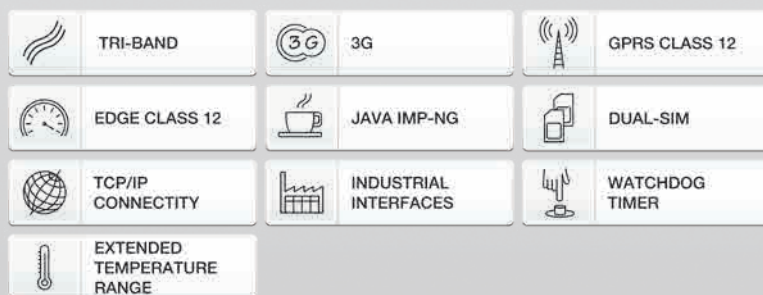 TRI-BAND
3G
3G
GPRS CLASS 12
EDGE CLASS 12
JAVA IMP-NG
DUAL-SIM
TCP/IP
CONNECTITY
INDUSTRIAL
INTERFACES
WATCHDOG
TIMER
EXTENDED
TEMPERATURE
RANGE